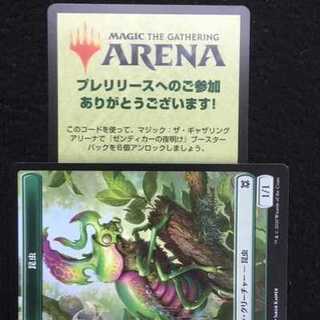 MAGIC THE GATHERING
ARENA
プレリリースへのご参加
ありがとうございます!
このコードを使って、マジック:ザ・ギャザリング
アリーナで『ゼンディカーの夜明け』ブースター
パックを6個アンロックしましょう。
昆虫
クリーチャー — 昆虫
1/1